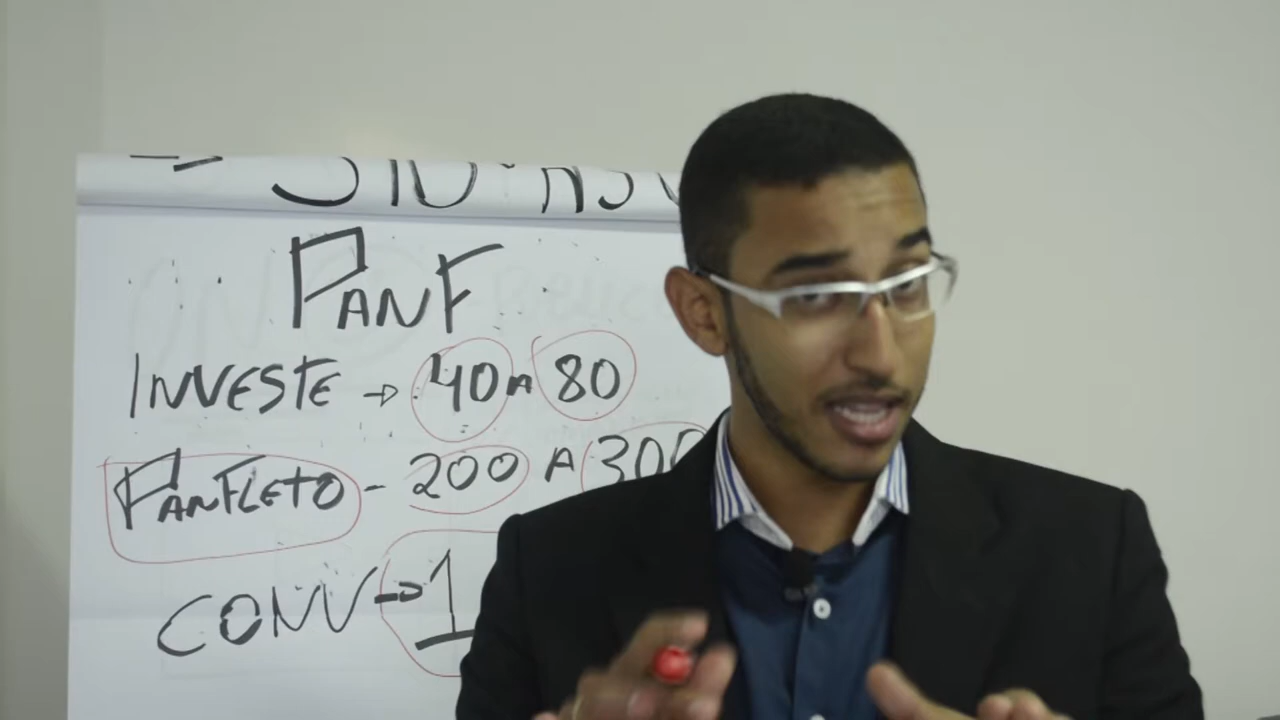 PANF
INVESTE → 40 A 80
PANFLETO - 200 A 300
CONV → 1